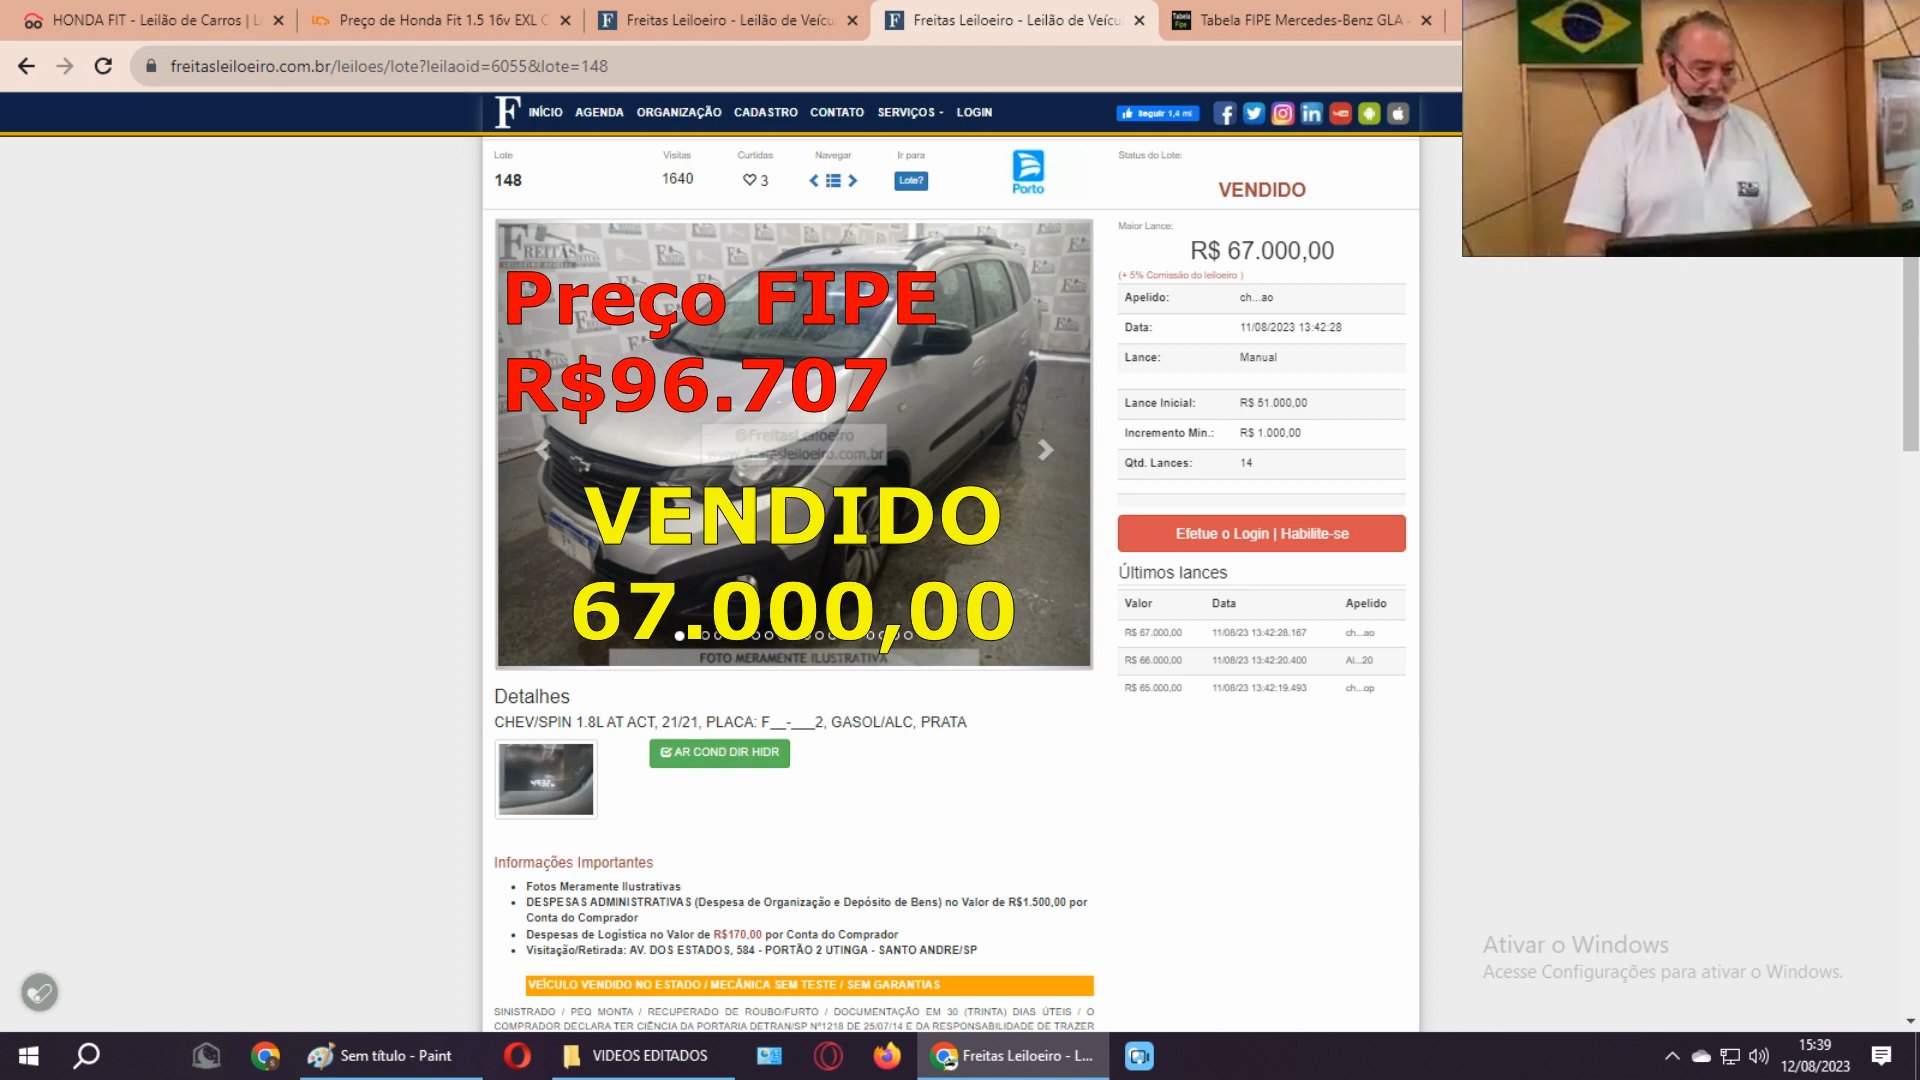 HONDA FIT - Leilão de Carros | L
Preço de Honda Fit 1.5 16v EXL C
Freitas Leiloeiro - Leilão de Veícu
Freitas Leiloeiro - Leilão de Veícu
Tabela FIPE Mercedes-Benz GLA
freitasleiloeiro.com.br/leiloes/lote?leilaoid=6055&lote=148
F INÍCIO AGENDA ORGANIZAÇÃO CADASTRO CONTATO SERVIÇOS LOGIN
Seguir 1,4 mi
Lote
Visitas
Curtidas
Navegar
Ir para
Status do Lote:
148
1640
3
Lote?
Porto
VENDIDO
Maior Lance:
R$ 67.000,00
(+ 5% Comissão do leiloeiro )
Apelido: ch...ao
Data: 11/08/2023 13:42:28
Lance: Manual
Lance Inicial: R$ 51.000,00
Incremento Min.: R$ 1.000,00
Qtd. Lances: 14
Efetue o Login | Habilite-se
Últimos lances
Valor Data Apelido
R$ 67.000,00 11/08/23 13:42:28.167 ch...ao
R$ 66.000,00 11/08/23 13:42:20.400 Al...20
R$ 65.000,00 11/08/23 13:42:19.493 ch...op
FREITAS
Preço FIPE
R$96.707
@FreitasLeiloeiro
www.freitasleiloeiro.com.br
VENDIDO
67.000,00
FOTO MERAMENTE ILUSTRATIVA
Detalhes
CHEV/SPIN 1.8L AT ACT, 21/21, PLACA: F__-___2, GASOL/ALC, PRATA
AR COND DIR HIDR
Informações Importantes
Fotos Meramente Ilustrativas
DESPESAS ADMINISTRATIVAS (Despesa de Organização e Depósito de Bens) no Valor de R$1.500,00 por
Conta do Comprador
Despesas de Logística no Valor de R$170,00 por Conta do Comprador
Visitação/Retirada: AV. DOS ESTADOS, 584 - PORTÃO 2 UTINGA - SANTO ANDRE/SP
VEÍCULO VENDIDO NO ESTADO / MECÂNICA SEM TESTE / SEM GARANTIAS
SINISTRADO / PEQ MONTA / RECUPERADO DE ROUBO/FURTO / DOCUMENTAÇÃO EM 30 (TRINTA) DIAS ÚTEIS / O
COMPRADOR DECLARA TER CIÊNCIA DA PORTARIA DETRAN/SP Nº1218 DE 25/07/14 E DA RESPONSABILIDADE DE TRAZER
Ativar o Windows
Acesse Configurações para ativar o Windows.
Sem título - Paint
VIDEOS EDITADOS
Freitas Leiloeiro - L...
15:39
12/08/2023